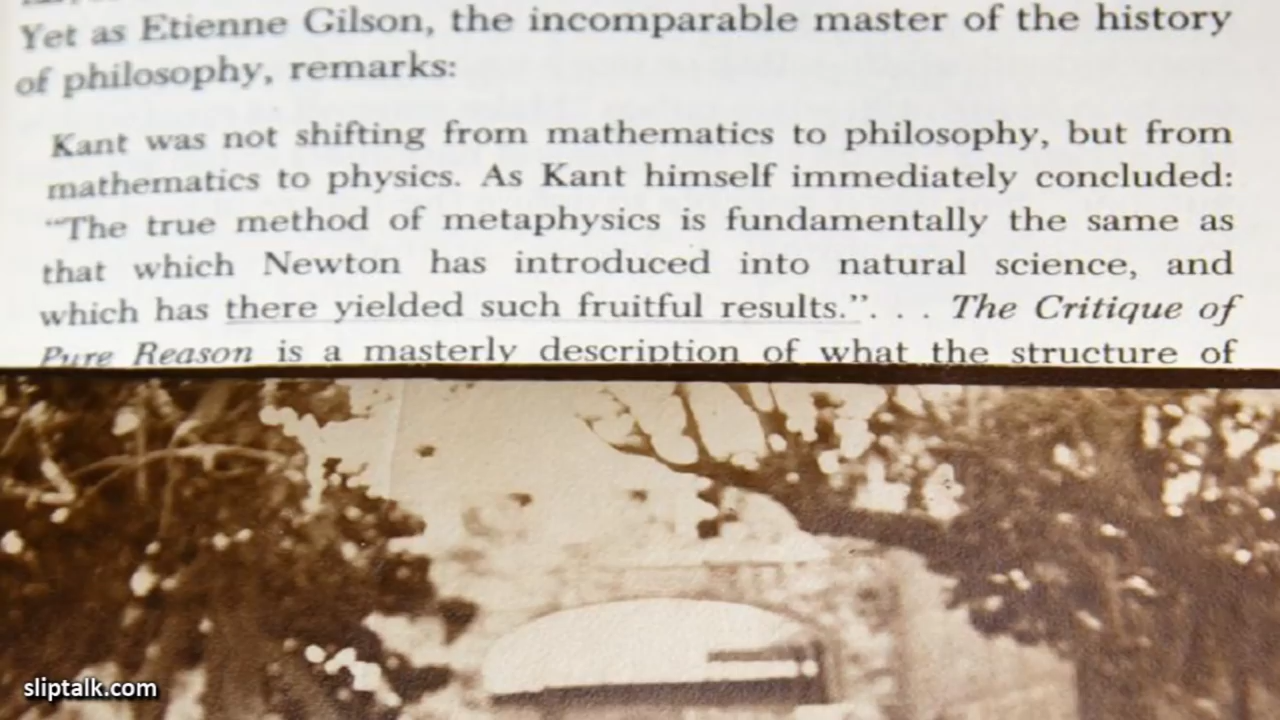 Yet as Etienne Gilson, the incomparable master of the history
of philosophy, remarks:
Kant was not shifting from mathematics to philosophy, but from
mathematics to physics. As Kant himself immediately concluded:
"The true method of metaphysics is fundamentally the same as
that which Newton has introduced into natural science, and
which has there yielded such fruitful results.". . . The Critique of
Pure Reason is a masterly description of what the structure of
sliptalk.com